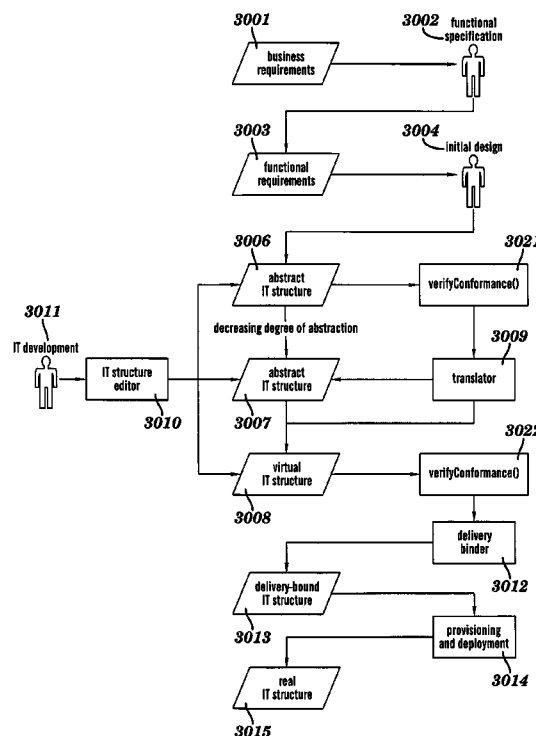 3001
3002
functional
specification
business
requirements
3003
3004
functional
requirements
initial design
3006
3021
abstract
IT structure
verifyConformance()
3011
decreasing degree of abstraction
3009
IT development
IT structure
editor
abstract
IT structure
translator
3010
3007
3022
virtual
IT structure
verifyConformance()
3008
delivery
binder
delivery-bound
IT structure
3012
3013
provisioning
and deployment
real
IT structure
3014
3015